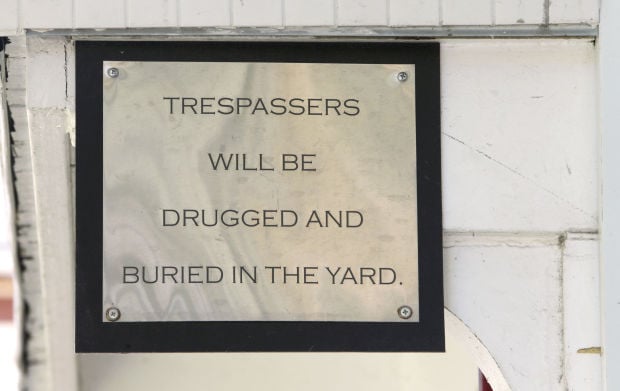 TRESPASSERS
WILL BE
DRUGGED AND
BURIED IN THE YARD.